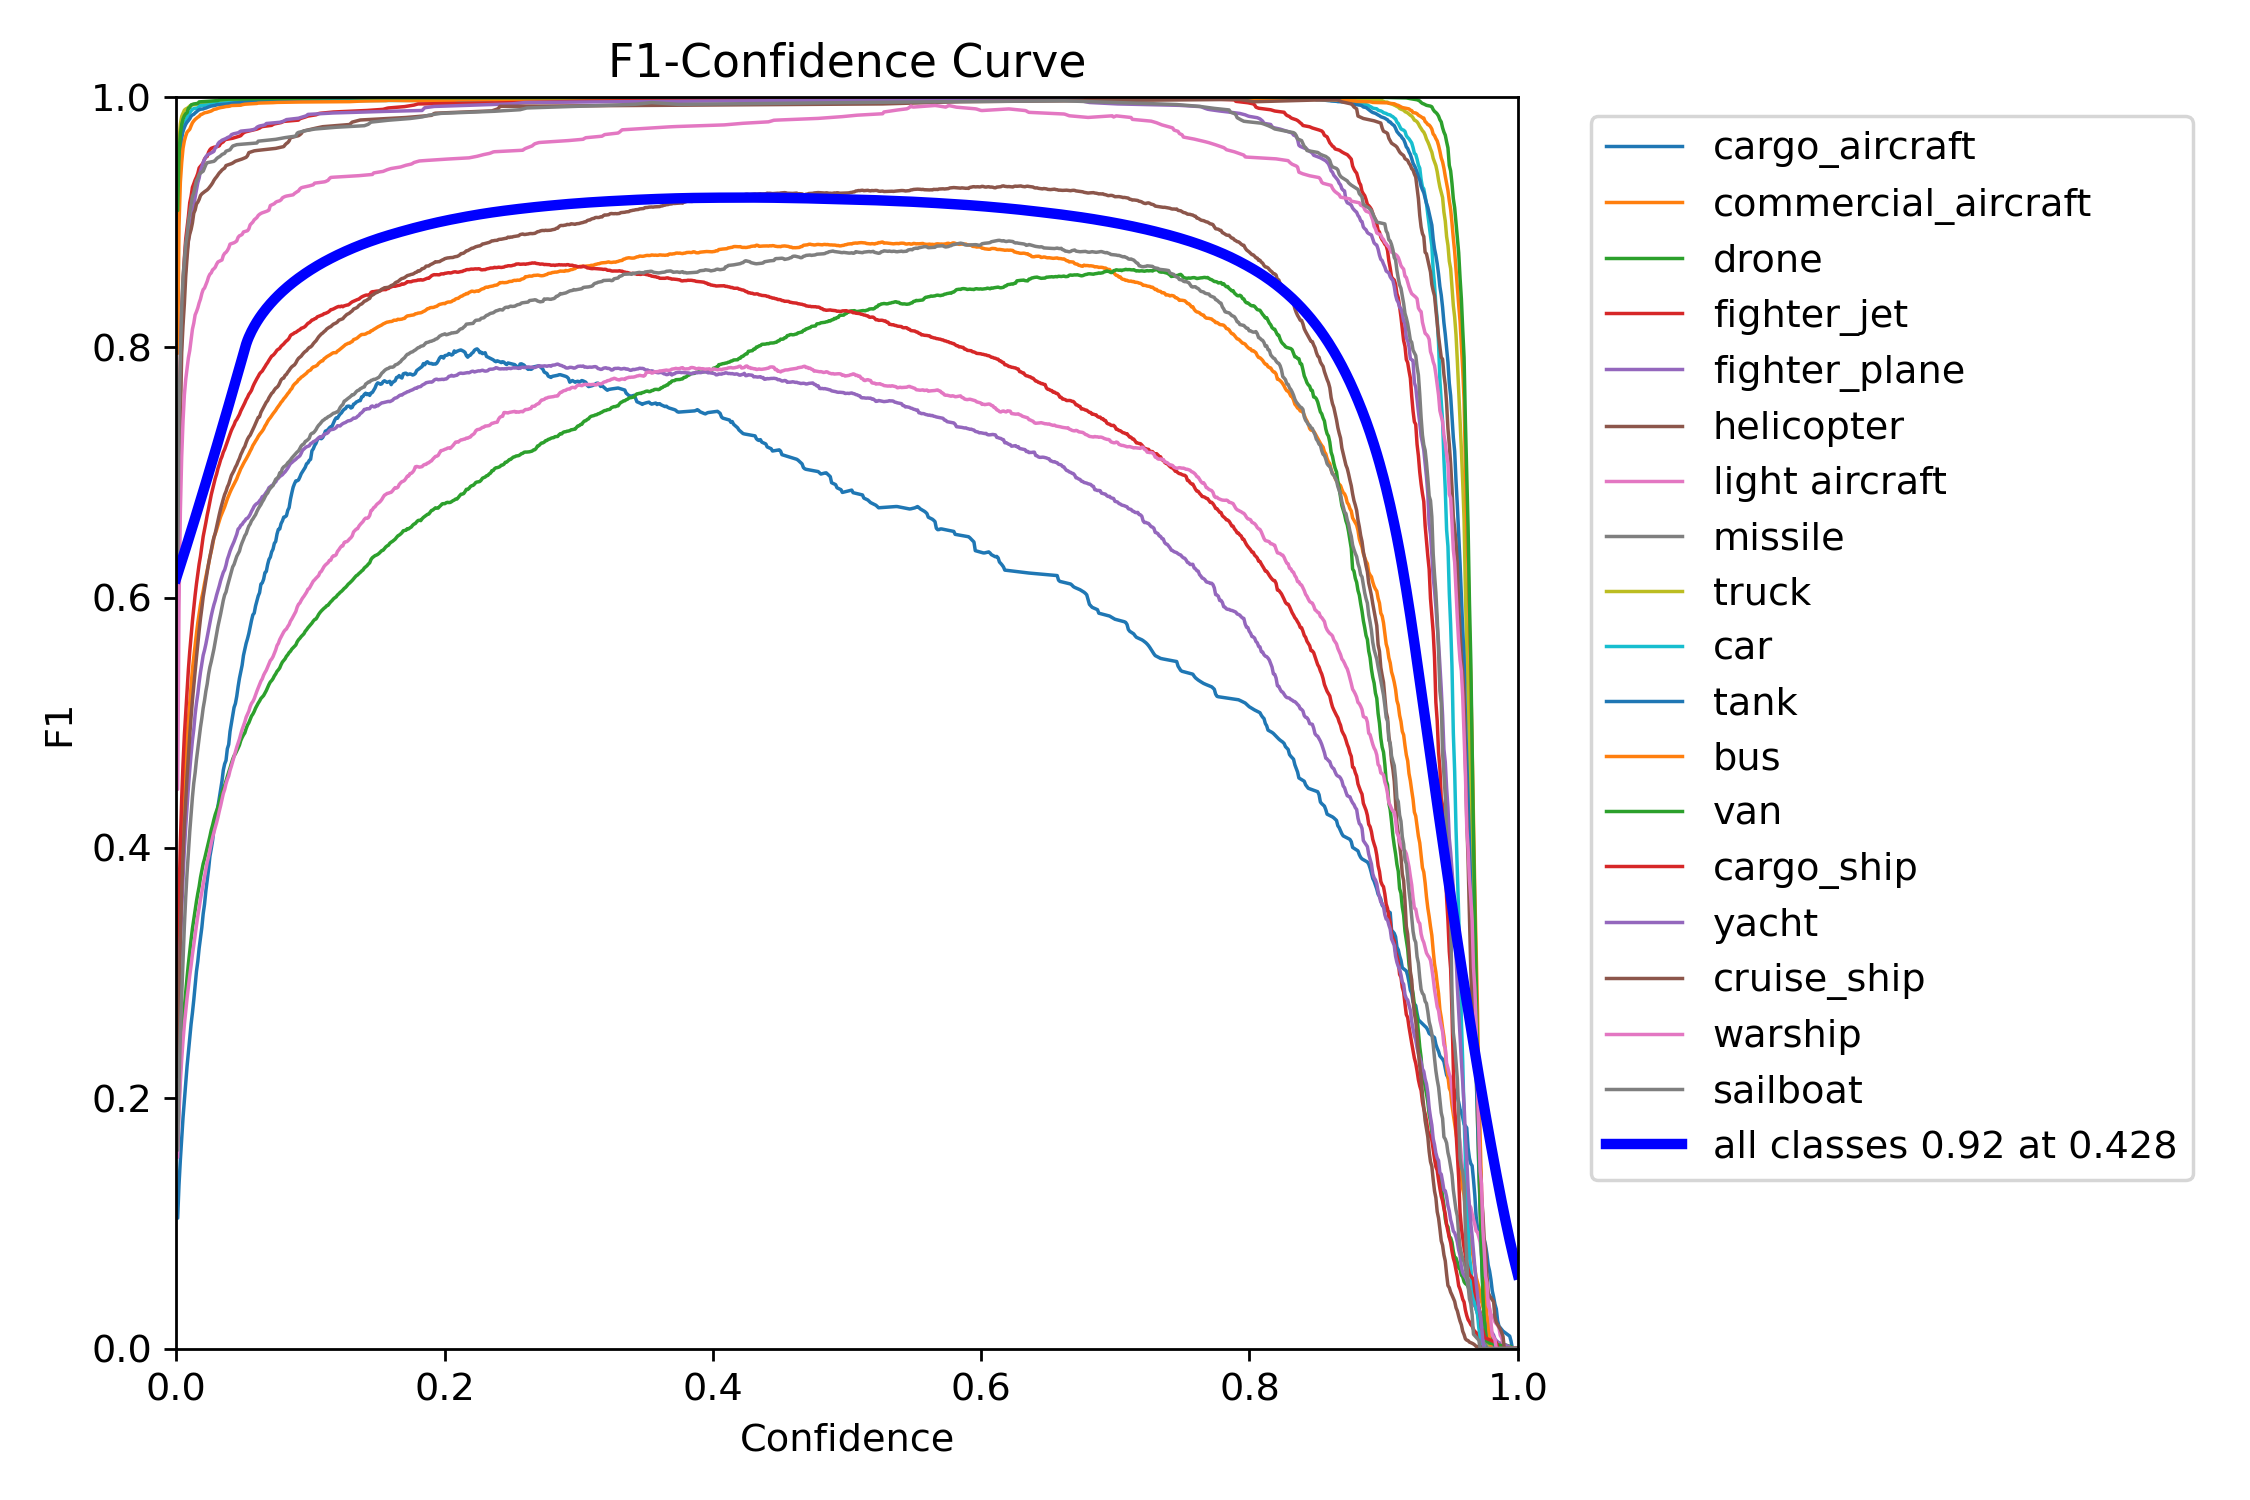 F1-Confidence Curve
1.0
0.8
0.6
0.4
0.2
0.0
F1
0.0 0.2 0.4 0.6 0.8 1.0
Confidence
cargo_aircraft
commercial_aircraft
drone
fighter_jet
fighter_plane
helicopter
light aircraft
missile
truck
car
tank
bus
van
cargo_ship
yacht
cruise_ship
warship
sailboat
all classes 0.92 at 0.428